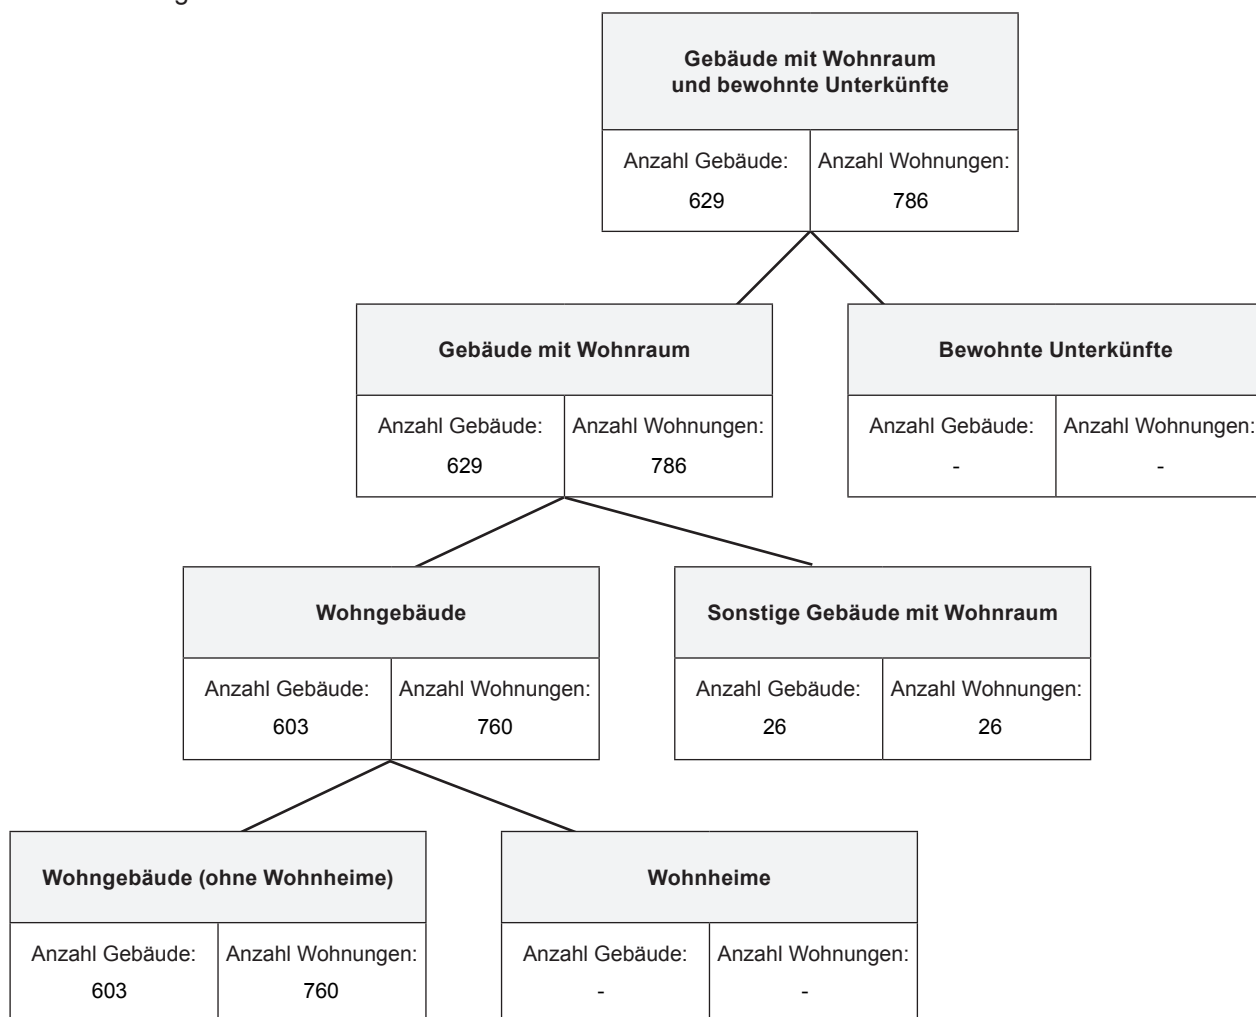 Gebäude mit Wohnraum
und bewohnte Unterkünfte
Anzahl Gebäude: Anzahl Wohnungen:
629 786
Gebäude mit Wohnraum Bewohnte Unterkünfte
Anzahl Gebäude: Anzahl Wohnungen: Anzahl Gebäude: Anzahl Wohnungen:
629 786 - -
Wohngebäude Sonstige Gebäude mit Wohnraum
Anzahl Gebäude: Anzahl Wohnungen: Anzahl Gebäude: Anzahl Wohnungen:
603 760 26 26
Wohngebäude (ohne Wohnheime) Wohnheime
Anzahl Gebäude: Anzahl Wohnungen: Anzahl Gebäude: Anzahl Wohnungen:
603 760 - -